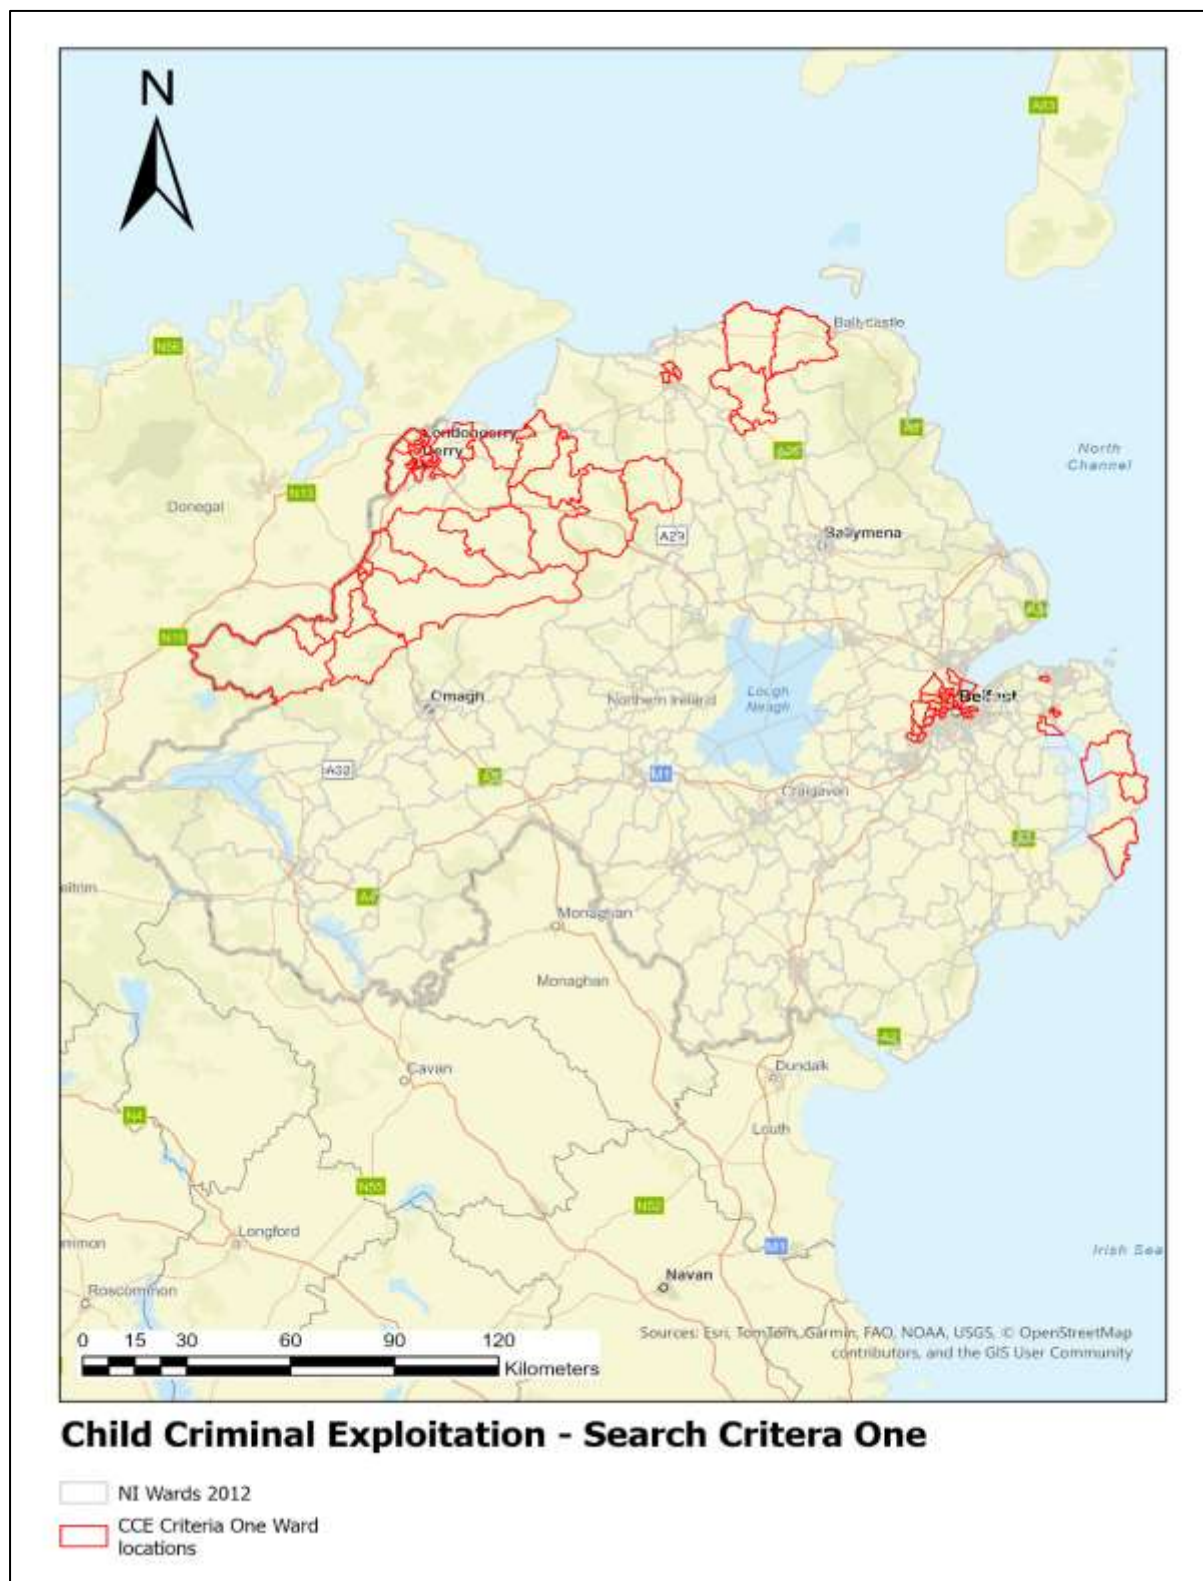 N
A83
Ballycastle
N56
Londonderry
Derry
North
Channel
A26
N13
Donegal
A29
Ballymena
N15
Omagh
Northern Ireland
Lough
Neagh
Belfast
A32
M1
Craigavon
A4
Monaghan
Monaghan
A2
Cavan
Dundalk
N4
Louth
N55
N52
Longford
M1
Irish Sea
Navan
Roscommon
0 15 30 60 90 120
Kilometers
Sources: Esri, TomTom, Garmin, FAO, NOAA, USGS, © OpenStreetMap
contributors, and the GIS User Community
Child Criminal Exploitation - Search Critera One
NI Wards 2012
CCE Criteria One Ward
locations